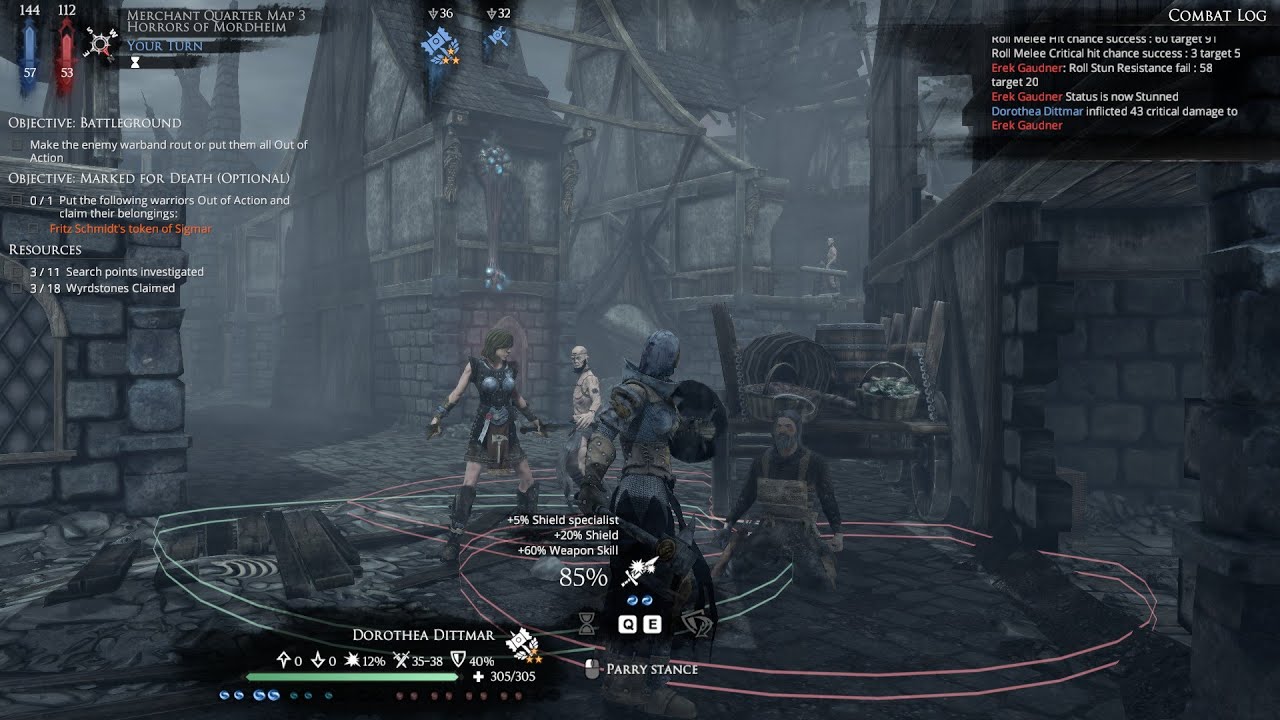 144 112
57 53
MERCHANT QUARTER MAP 3
HORRORS OF MORDHEIM
YOUR TURN
36 32
COMBAT LOG
Roll Melee Hit chance success : 60 target 91
Roll Melee Critical hit chance success : 3 target 5
Erek Gaudner: Roll Stun Resistance fail : 58
target 20
Erek Gaudner Status is now Stunned
Dorothea Dittmar inflicted 43 critical damage to
Erek Gaudner
OBJECTIVE: BATTLEGROUND
Make the enemy warband rout or put them all Out of
Action
OBJECTIVE: MARKED FOR DEATH (OPTIONAL)
0 / 1 Put the following warriors Out of Action and
claim their belongings:
Fritz Schmidt's token of Sigmar
RESOURCES
3 / 11 Search points investigated
3 / 18 Wyrdstones Claimed
+5% Shield specialist
+20% Shield
+60% Weapon Skill
85%
Q E
PARRY STANCE
DOROTHEA DITTMAR
0 0 12% 35-38 40%
305/305